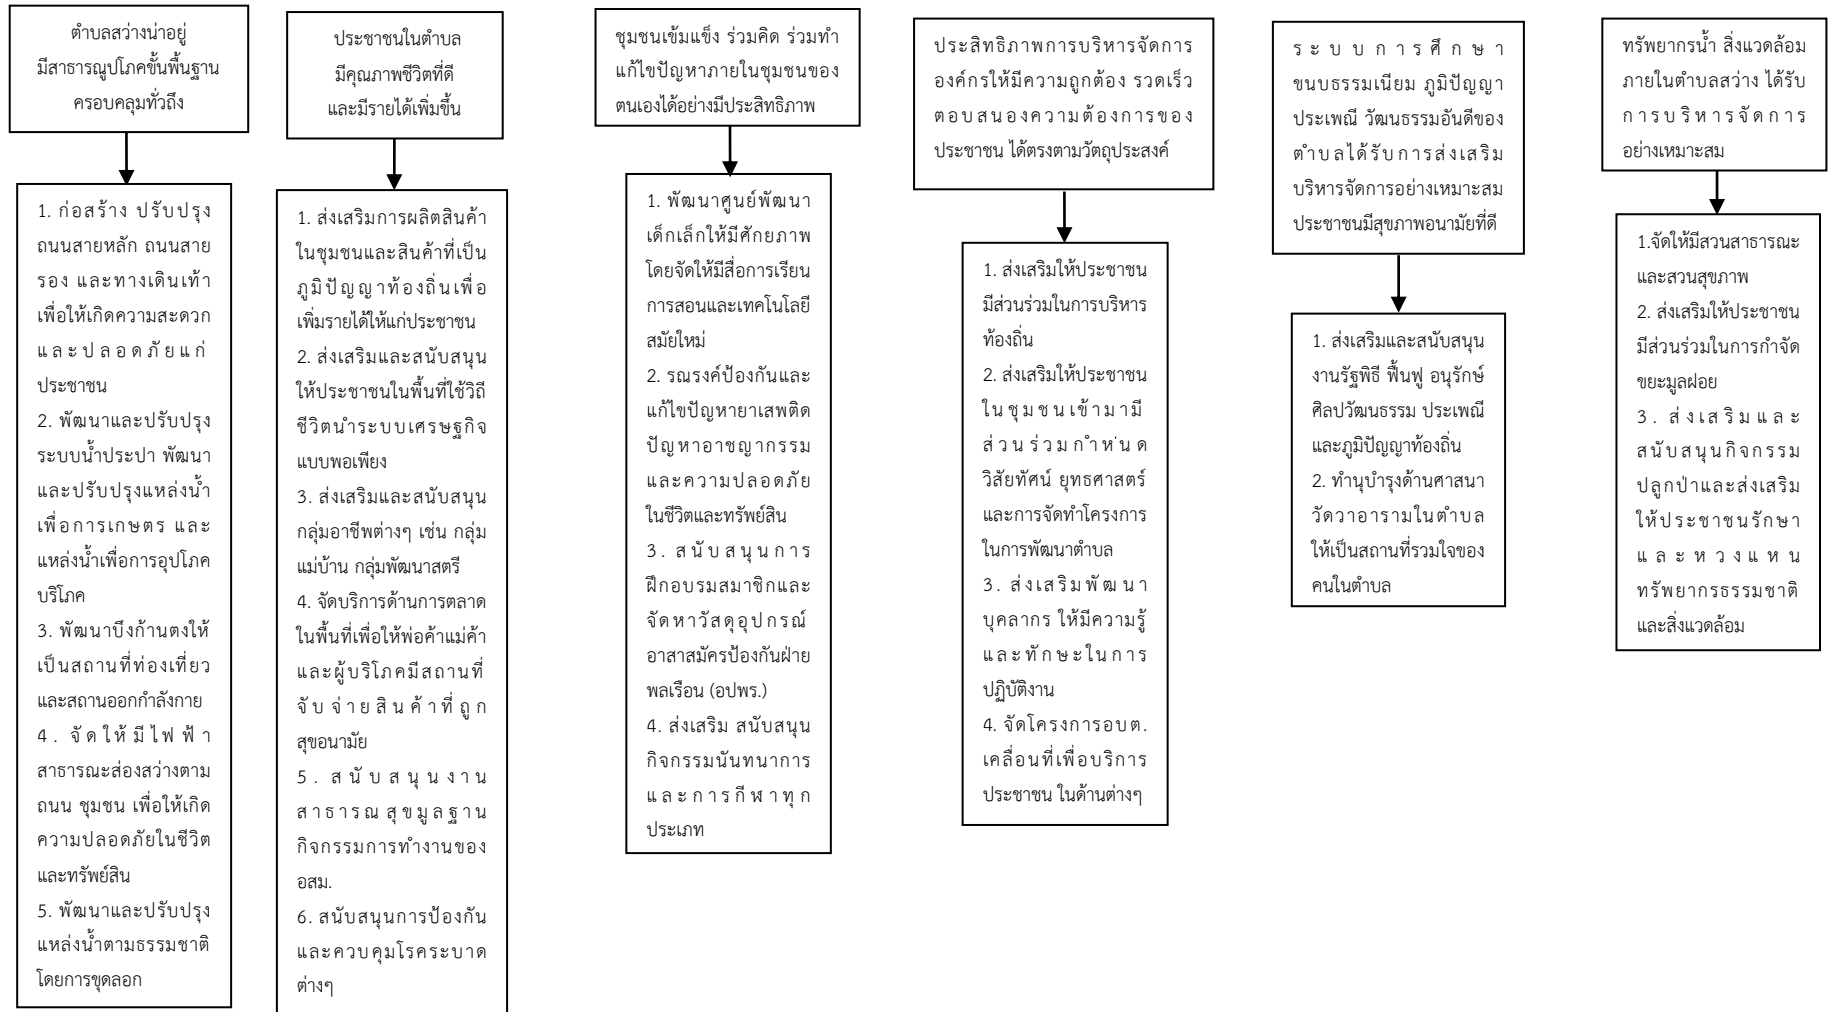 ตำบลสว่างน่าอยู่
มีสาธารณูปโภคขั้นพื้นฐาน
ครอบคลุมทั่วถึง
1. ก่อสร้าง ปรับปรุง
ถนนสายหลัก ถนนสาย
รอง และทางเดินเท้า
เพื่อให้เกิดความสะดวก
และปลอดภัยแก่
ประชาชน
2. พัฒนาและปรับปรุง
ระบบน้ำประปา พัฒนา
และปรับปรุงแหล่งน้ำ
เพื่อการเกษตร และ
แหล่งน้ำเพื่อการอุปโภค
บริโภค
3. พัฒนาบึงก้านตงให้
เป็นสถานที่ท่องเที่ยว
และสถานออกกำลังกาย
4. จัดให้มีไฟฟ้า
สาธารณะส่องสว่างตาม
ถนน ชุมชน เพื่อให้เกิด
ความปลอดภัยในชีวิต
และทรัพย์สิน
5. พัฒนาและปรับปรุง
แหล่งน้ำตามธรรมชาติ
โดยการขุดลอก
ประชาชนในตำบล
มีคุณภาพชีวิตที่ดี
และมีรายได้เพิ่มขึ้น
1. ส่งเสริมการผลิตสินค้า
ในชุมชนและสินค้าที่เป็น
ภูมิปัญญาท้องถิ่นเพื่อ
เพิ่มรายได้ให้แก่ประชาชน
2. ส่งเสริมและสนับสนุน
ให้ประชาชนในพื้นที่ใช้วิถี
ชีวิตนำระบบเศรษฐกิจ
แบบพอเพียง
3. ส่งเสริมและสนับสนุน
กลุ่มอาชีพต่างๆ เช่น กลุ่ม
แม่บ้าน กลุ่มพัฒนาสตรี
4. จัดบริการด้านการตลาด
ในพื้นที่เพื่อให้พ่อค้าแม่ค้า
และผู้บริโภคมีสถานที่
จับจ่ายสินค้าที่ถูก
สุขอนามัย
5. สนับสนุนงาน
สาธารณสุขมูลฐาน
กิจกรรมการทำงานของ
อสม.
6. สนับสนุนการป้องกัน
และควบคุมโรคระบาด
ต่างๆ
ชุมชนเข้มแข็ง ร่วมคิด ร่วมทำ
แก้ไขปัญหาภายในชุมชนของ
ตนเองได้อย่างมีประสิทธิภาพ
1. พัฒนาศูนย์พัฒนา
เด็กเล็กให้มีศักยภาพ
โดยจัดให้มีสื่อการเรียน
การสอนและเทคโนโลยี
สมัยใหม่
2. รณรงค์ป้องกันและ
แก้ไขปัญหายาเสพติด
ปัญหาอาชญากรรม
และความปลอดภัย
ในชีวิตและทรัพย์สิน
3. สนับสนุนการ
ฝึกอบรมสมาชิกและ
จัดหาวัสดุอุปกรณ์
อาสาสมัครป้องกันฝ่าย
พลเรือน (อปพร.)
4. ส่งเสริม สนับสนุน
กิจกรรมนันทนาการ
และการกีฬาทุก
ประเภท
ประสิทธิภาพการบริหารจัดการ
องค์กรให้มีความถูกต้อง รวดเร็ว
ตอบสนองความต้องการของ
ประชาชน ได้ตรงตามวัตถุประสงค์
1. ส่งเสริมให้ประชาชน
มีส่วนร่วมในการบริหาร
ท้องถิ่น
2. ส่งเสริมให้ประชาชน
ในชุมชนเข้ามามี
ส่วนร่วมกำห่นด
วิสัยทัศน์ ยุทธศาสตร์
และการจัดทำโครงการ
ในการพัฒนาตำบล
3. ส่งเสริมพัฒนา
บุคลากร ให้มีความรู้
และทักษะในการ
ปฏิบัติงาน
4. จัดโครงการอบต.
เคลื่อนที่เพื่อบริการ
ประชาชน ในด้านต่างๆ
ระบบการศึกษา
ขนบธรรมเนียม ภูมิปัญญา
ประเพณี วัฒนธรรมอันดีของ
ตำบลได้รับการส่งเสริม
บริหารจัดการอย่างเหมาะสม
ประชาชนมีสุขภาพอนามัยที่ดี
1. ส่งเสริมและสนับสนุน
งานรัฐพิธี ฟื้นฟู อนุรักษ์
ศิลปวัฒนธรรม ประเพณี
และภูมิปัญญาท้องถิ่น
2. ทำนุบำรุงด้านศาสนา
วัดวาอารามในตำบล
ให้เป็นสถานที่รวมใจของ
คนในตำบล
ทรัพยากรน้ำ สิ่งแวดล้อม
ภายในตำบลสว่าง ได้รับ
การบริหารจัดการ
อย่างเหมาะสม
1.จัดให้มีสวนสาธารณะ
และสวนสุขภาพ
2. ส่งเสริมให้ประชาชน
มีส่วนร่วมในการกำจัด
ขยะมูลฝอย
3. ส่งเสริมและ
สนับสนุนกิจกรรม
ปลูกป่าและส่งเสริม
ให้ประชาชนรักษา
และหวงแหน
ทรัพยากรธรรมชาติ
และสิ่งแวดล้อม